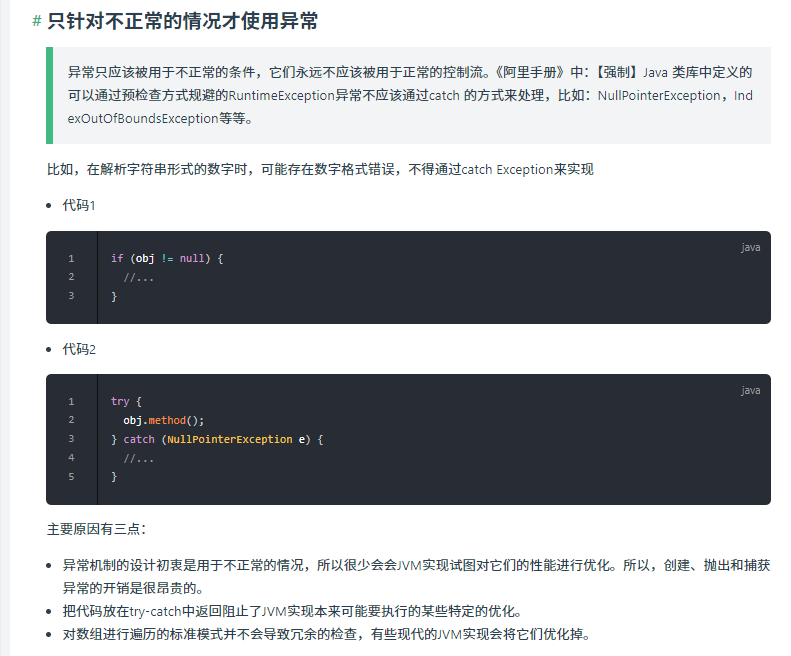 # 只针对不正常的情况才使用异常
异常只应该被用于不正常的条件，它们永远不应该被用于正常的控制流。《阿里手册》中：【强制】Java 类库中定义的
可以通过预检查方式规避的RuntimeException异常不应该通过catch 的方式来处理，比如：NullPointerException，Ind
exOutOfBoundsException等等。
比如，在解析字符串形式的数字时，可能存在数字格式错误，不得通过catch Exception来实现
• 代码1
java
1 if (obj != null) {
2 //...
3 }
• 代码2
java
1 try {
2 obj.method();
3 } catch (NullPointerException e) {
4 //...
5 }
主要原因有三点：
• 异常机制的设计初衷是用于不正常的情况，所以很少会会JVM实现试图对它们的性能进行优化。所以，创建、抛出和捕获
异常的开销是很昂贵的。
• 把代码放在try-catch中返回阻止了JVM实现本来可能要执行的某些特定的优化。
• 对数组进行遍历的标准模式并不会导致冗余的检查，有些现代的JVM实现会将它们优化掉。